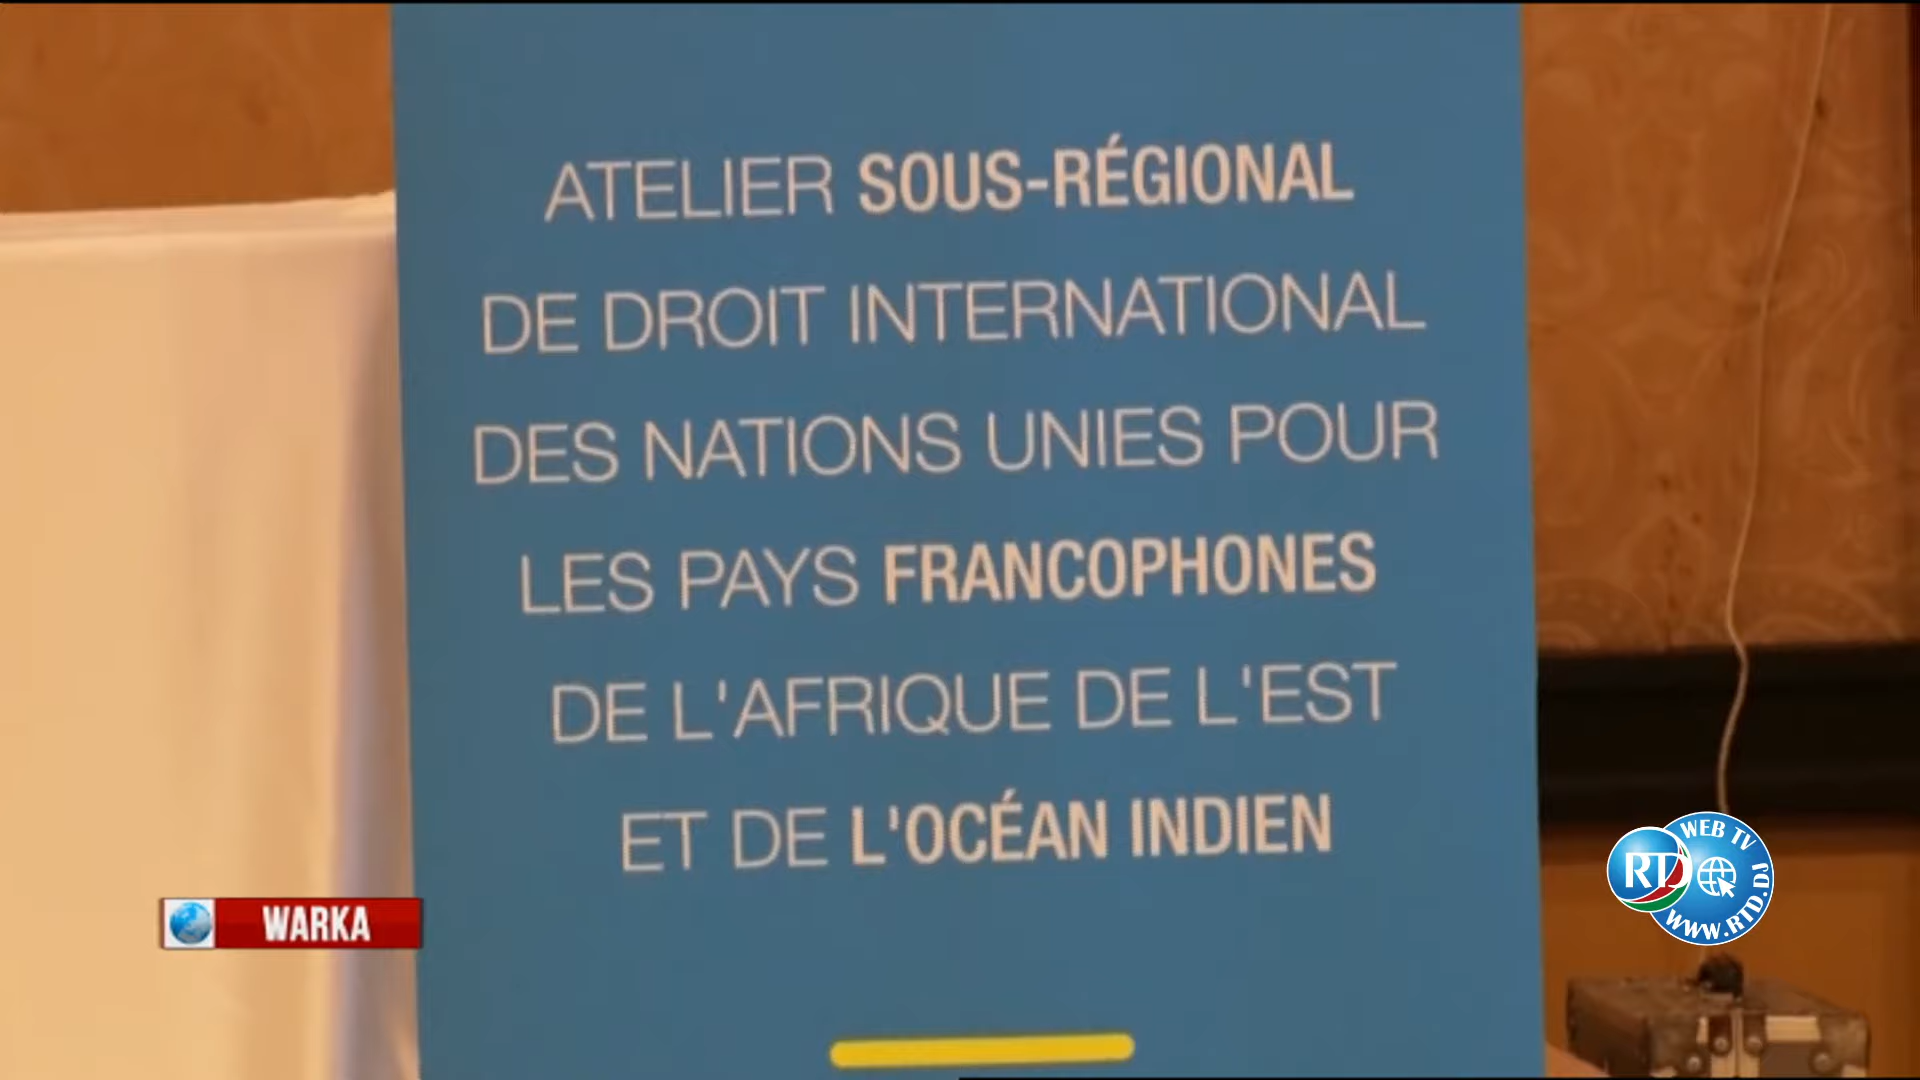 ATELIER SOUS-RÉGIONAL
DE DROIT INTERNATIONAL
DES NATIONS UNIES POUR
LES PAYS FRANCOPHONES
DE L'AFRIQUE DE L'EST
ET DE L'OCÉAN INDIEN
WARKA
RTD
WEB TV
WWW.RTD.DJ